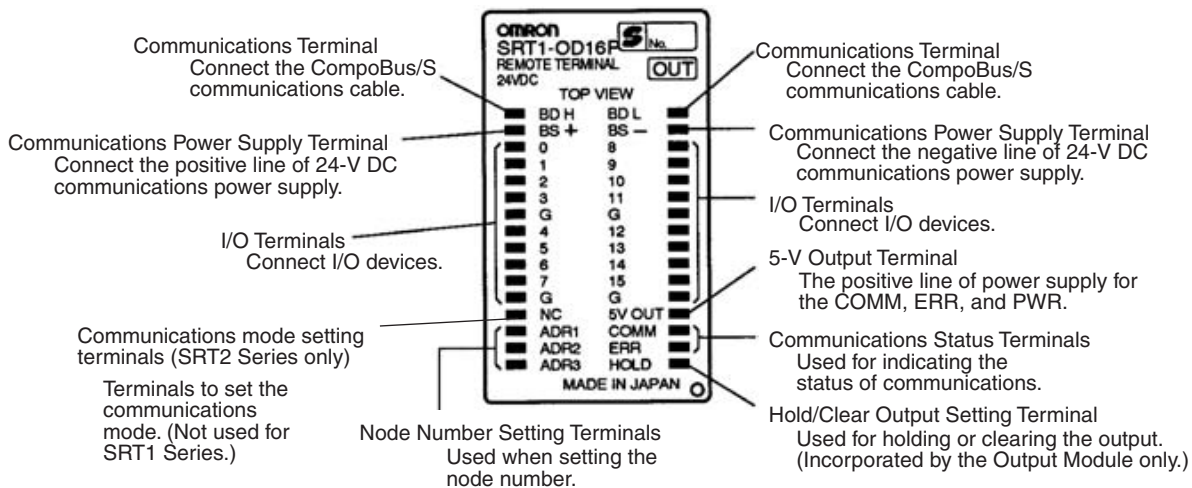 Communications Terminal
Connect the CompoBus/S
communications cable.
Communications Power Supply Terminal
Connect the positive line of 24-V DC
communications power supply.
I/O Terminals
Connect I/O devices.
Communications mode setting
terminals (SRT2 Series only)
Terminals to set the
communications
mode. (Not used for
SRT1 Series.)
Node Number Setting Terminals
Used when setting the
node number.
OMRON
S No.
SRT1-OD16P
REMOTE TERMINAL
24VDC
OUT
TOP VIEW
BD H BD L
BS + BS −
0 8
1 9
2 10
3 11
G G
4 12
5 13
6 14
7 15
G G
NC 5V OUT
ADR1 COMM
ADR2 ERR
ADR3 HOLD
MADE IN JAPAN
Communications Terminal
Connect the CompoBus/S
communications cable.
Communications Power Supply Terminal
Connect the negative line of 24-V DC
communications power supply.
I/O Terminals
Connect I/O devices.
5-V Output Terminal
The positive line of power supply for
the COMM, ERR, and PWR.
Communications Status Terminals
Used for indicating the
status of communications.
Hold/Clear Output Setting Terminal
Used for holding or clearing the output.
(Incorporated by the Output Module only.)